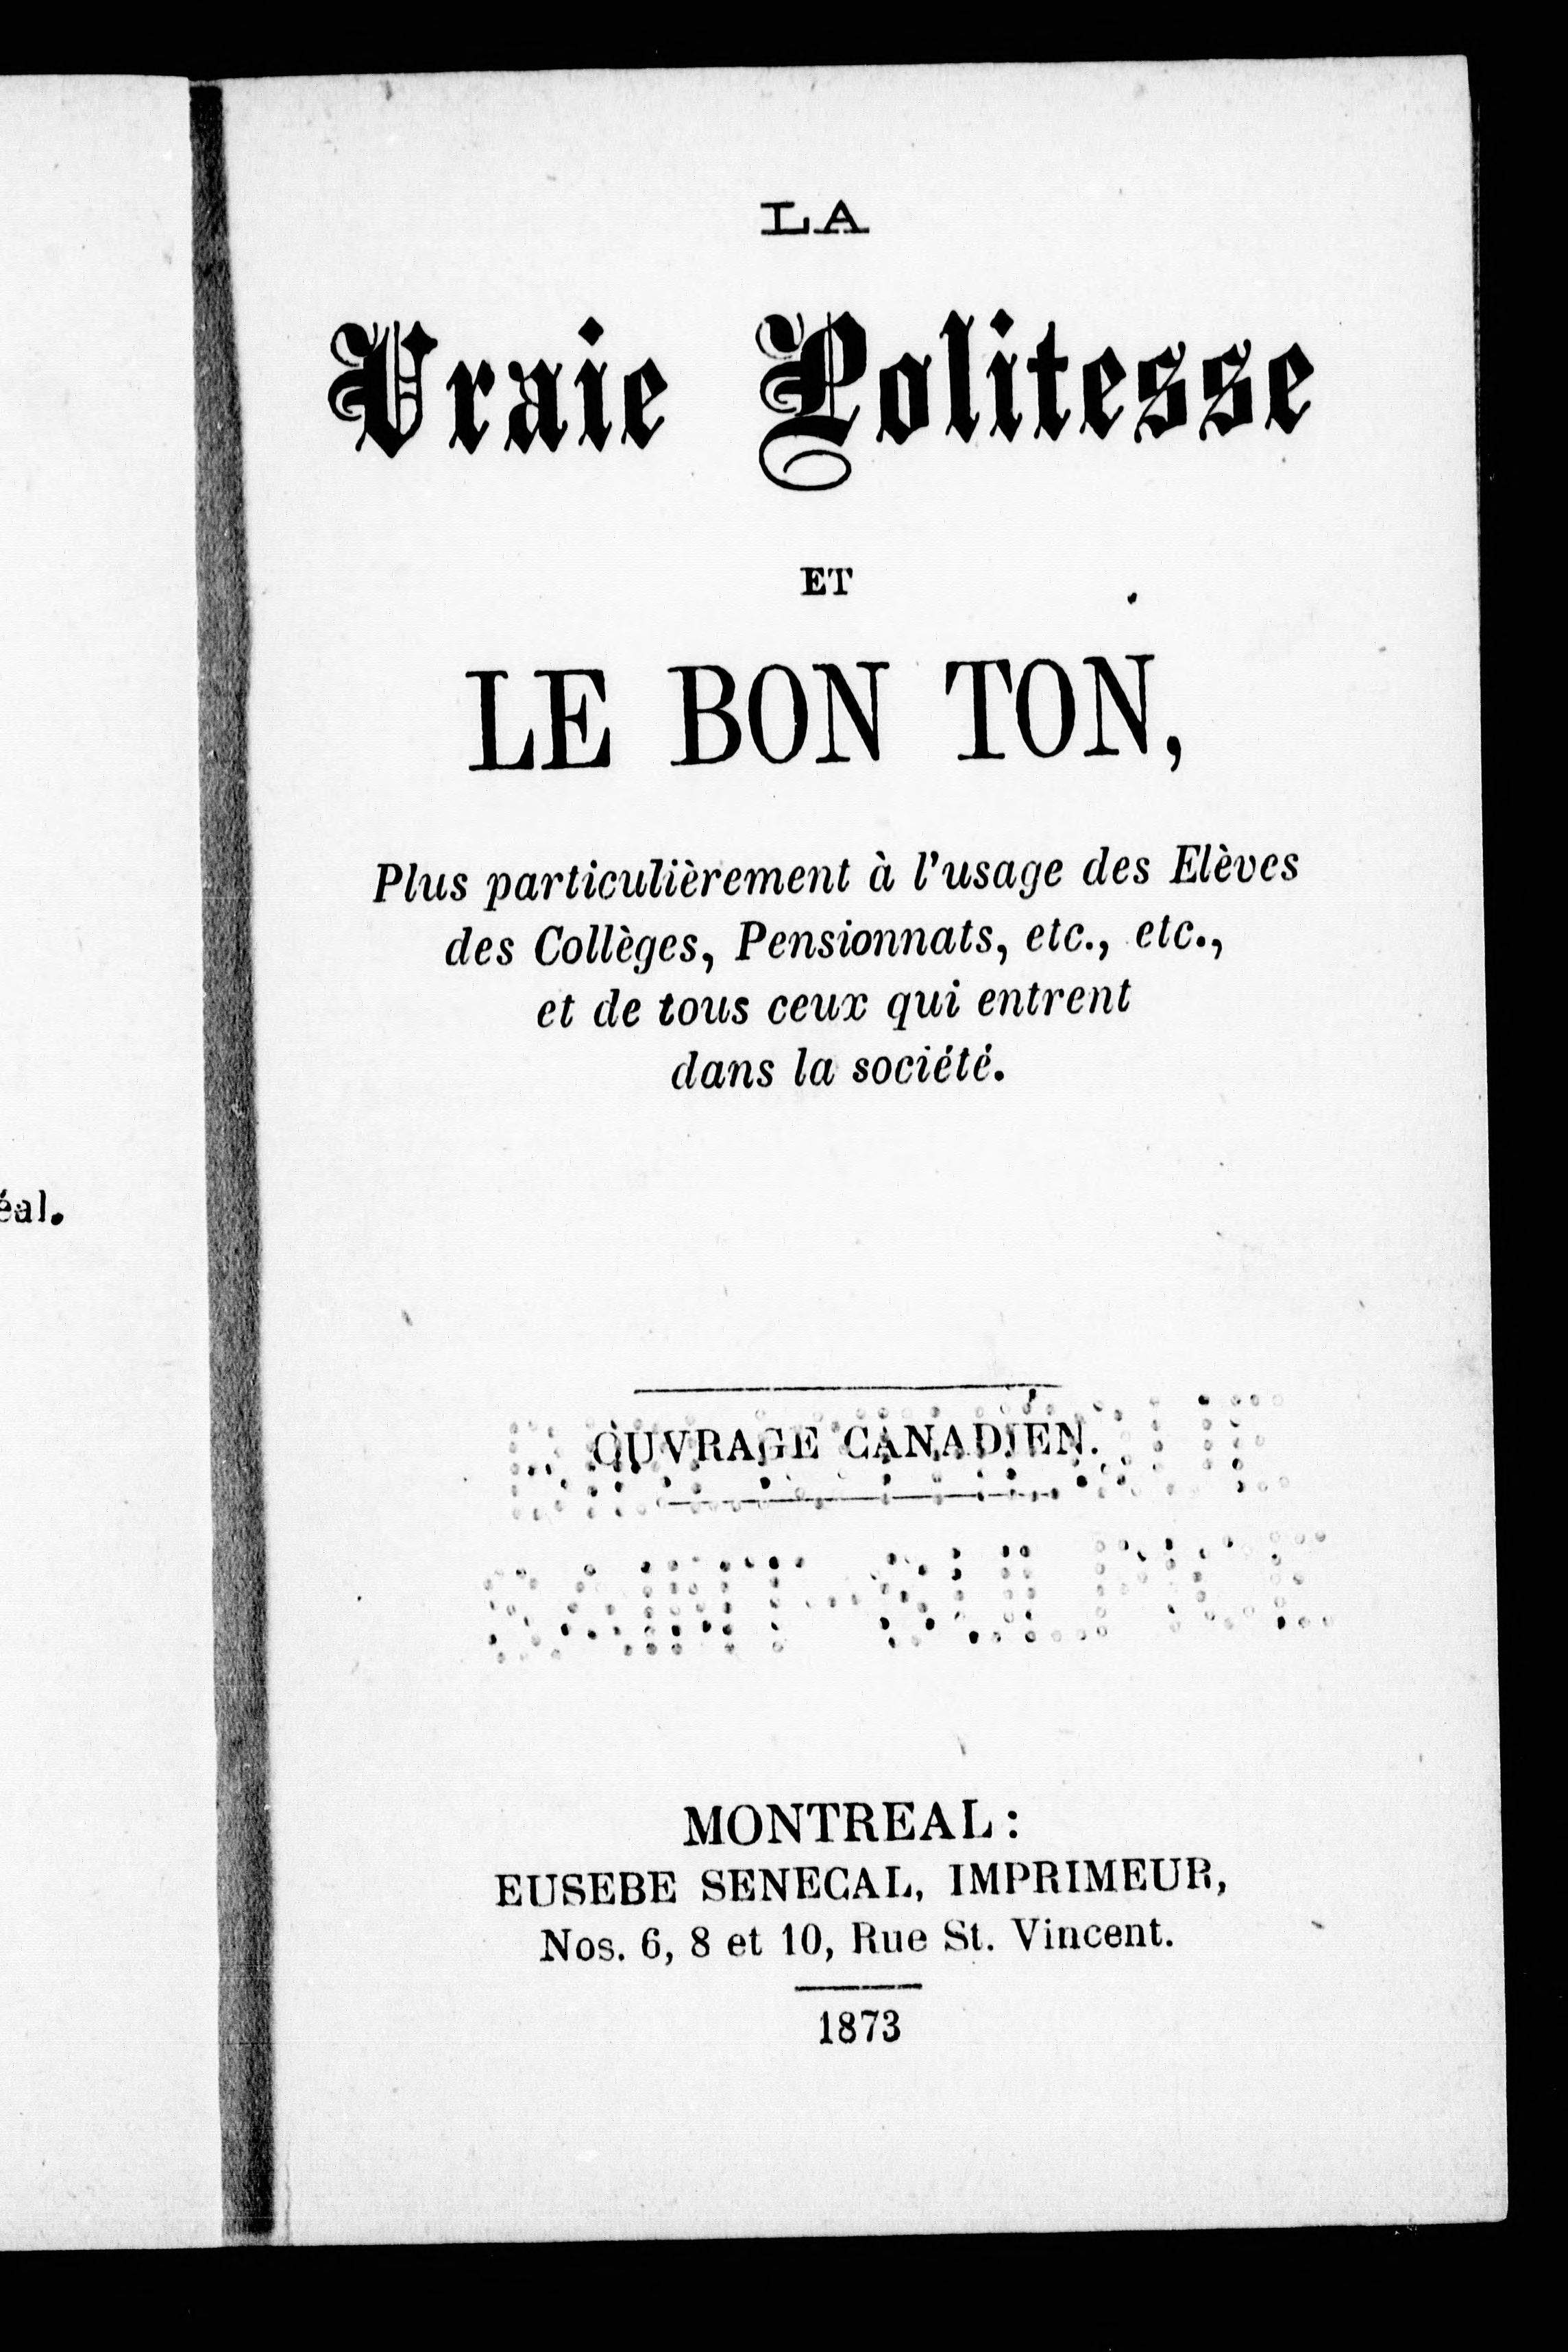 LA
Vraie Politesse
ET
LE BON TON,
Plus particulièrement à l'usage des Elèves
des Collèges, Pensionnats, etc., etc.,
et de tous ceux qui entrent
dans la société.
éal.
OUVRAGE CANADIEN.
SAINT-SULPICE
MONTREAL:
EUSEBE SENECAL, IMPRIMEUR,
Nos. 6, 8 et 10, Rue St. Vincent.
1873